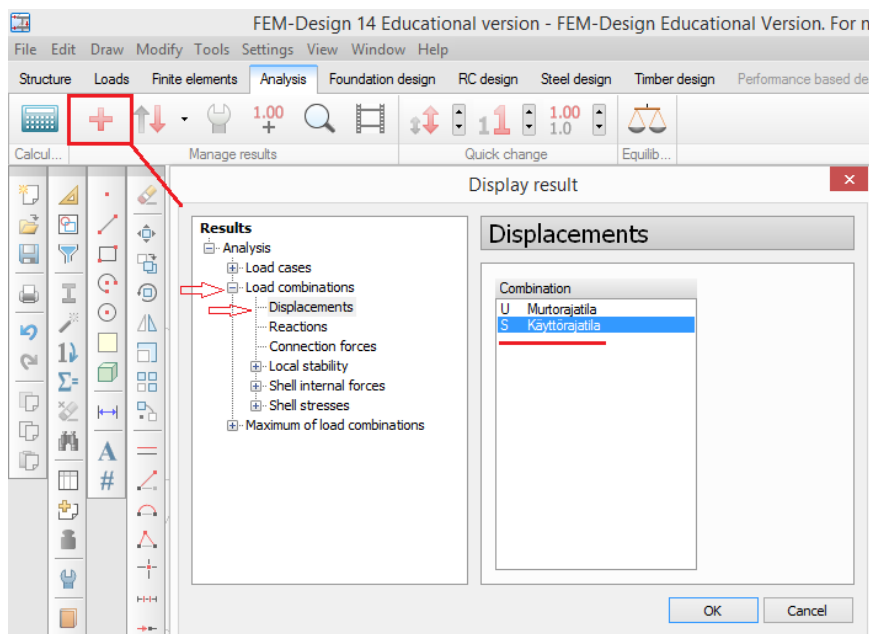 FEM-Design 14 Educational version - FEM-Design Educational Version. For n
File Edit Draw Modify Tools Settings View Window Help
Structure Loads Finite elements Analysis Foundation design RC design Steel design Timber design Performance based de
1.00 1 1.00
1.0
Calcul... Manage results Quick change Equilib...
Display result
Results
Analysis
Load cases
Load combinations
Displacements
Reactions
Connection forces
Local stability
Shell internal forces
Shell stresses
Maximum of load combinations
Displacements
Combination
U Murtorajatila
S Käyttörajatila
OK Cancel